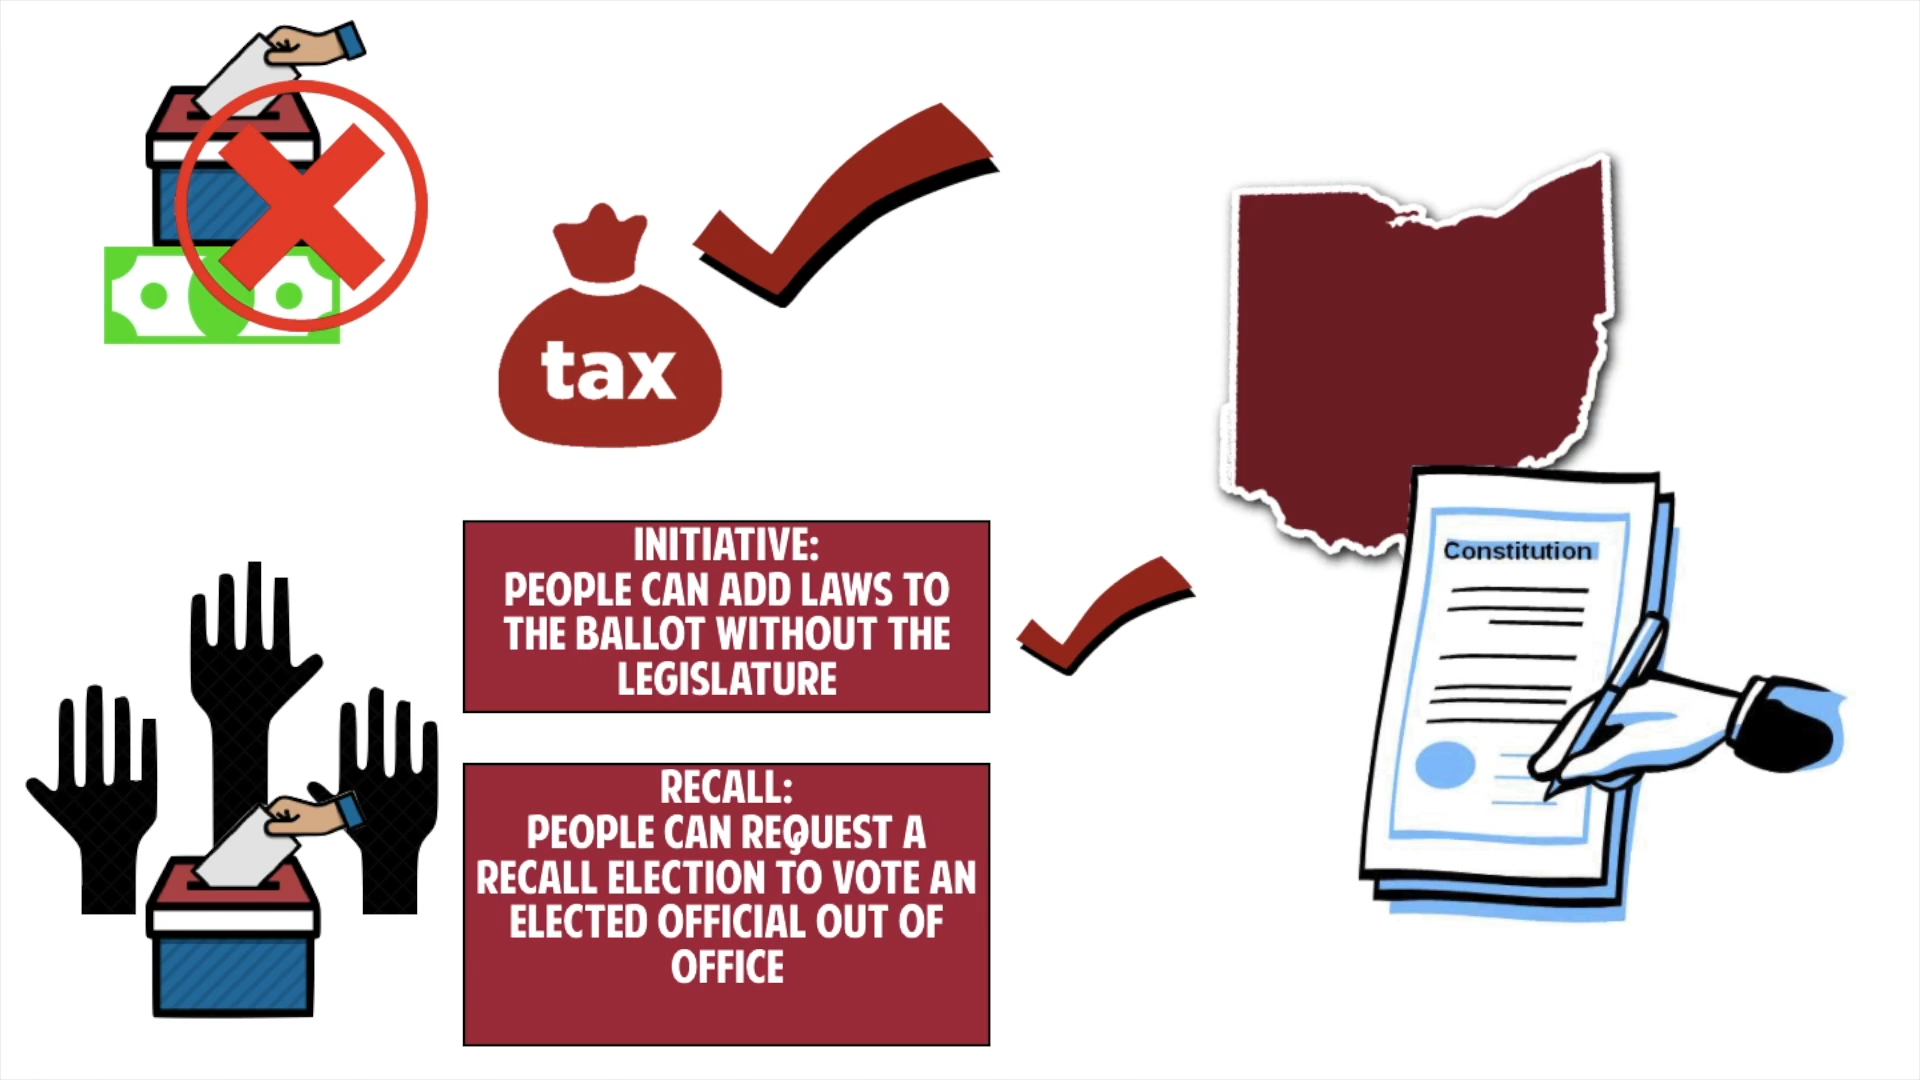 tax
INITIATIVE:
PEOPLE CAN ADD LAWS TO
THE BALLOT WITHOUT THE
LEGISLATURE
RECALL:
PEOPLE CAN REQUEST A
RECALL ELECTION TO VOTE AN
ELECTED OFFICIAL OUT OF
OFFICE
Constitution